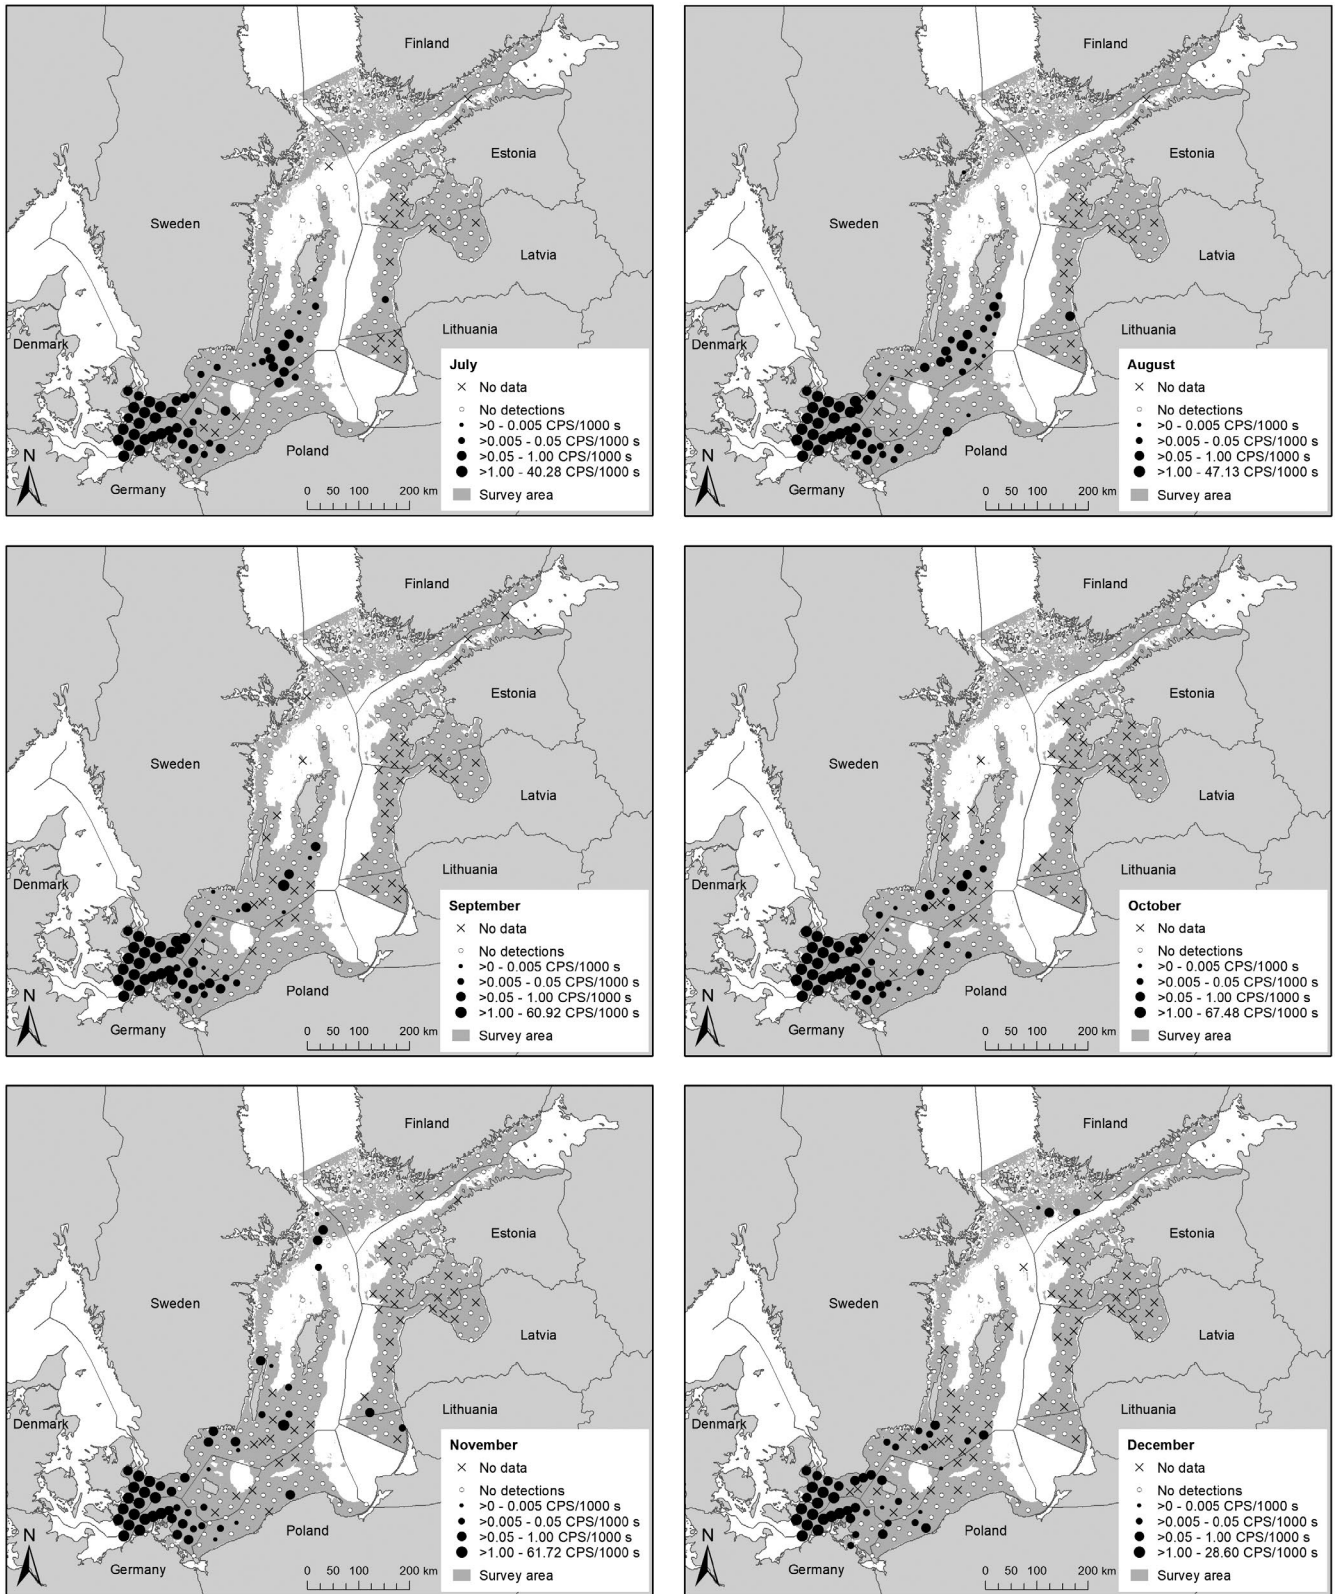 Finland
Estonia
Sweden
Latvia
Lithuania
Denmark
Poland
Germany
N
0 50 100 200 km
July
No data
No detections
>0 - 0.005 CPS/1000 s
>0.005 - 0.05 CPS/1000 s
>0.05 - 1.00 CPS/1000 s
>1.00 - 40.28 CPS/1000 s
Survey area
Finland
Estonia
Sweden
Latvia
Lithuania
Denmark
Poland
Germany
N
0 50 100 200 km
August
No data
No detections
>0 - 0.005 CPS/1000 s
>0.005 - 0.05 CPS/1000 s
>0.05 - 1.00 CPS/1000 s
>1.00 - 47.13 CPS/1000 s
Survey area
Finland
Estonia
Sweden
Latvia
Lithuania
Denmark
Poland
Germany
N
0 50 100 200 km
September
No data
No detections
>0 - 0.005 CPS/1000 s
>0.005 - 0.05 CPS/1000 s
>0.05 - 1.00 CPS/1000 s
>1.00 - 60.92 CPS/1000 s
Survey area
Finland
Estonia
Sweden
Latvia
Lithuania
Denmark
Poland
Germany
N
0 50 100 200 km
October
No data
No detections
>0 - 0.005 CPS/1000 s
>0.005 - 0.05 CPS/1000 s
>0.05 - 1.00 CPS/1000 s
>1.00 - 67.48 CPS/1000 s
Survey area
Finland
Estonia
Sweden
Latvia
Lithuania
Denmark
Poland
Germany
N
0 50 100 200 km
November
No data
No detections
>0 - 0.005 CPS/1000 s
>0.005 - 0.05 CPS/1000 s
>0.05 - 1.00 CPS/1000 s
>1.00 - 61.72 CPS/1000 s
Survey area
Finland
Estonia
Sweden
Latvia
Lithuania
Denmark
Poland
Germany
N
0 50 100 200 km
December
No data
No detections
>0 - 0.005 CPS/1000 s
>0.005 - 0.05 CPS/1000 s
>0.05 - 1.00 CPS/1000 s
>1.00 - 28.60 CPS/1000 s
Survey area